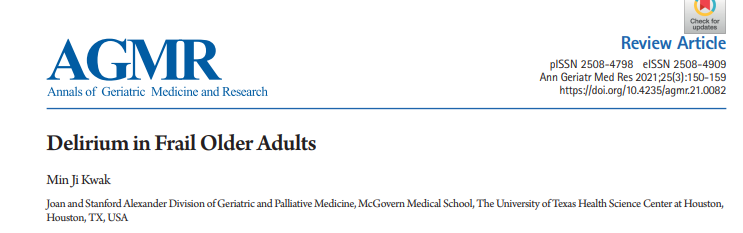 Check for
updates
AGMR
Annals of Geriatric Medicine and Research
Review Article
pISSN 2508-4798 eISSN 2508-4909
Ann Geriatr Med Res 2021;25(3):150-159
https://doi.org/10.4235/agmr.21.0082
Delirium in Frail Older Adults
Min Ji Kwak
Joan and Stanford Alexander Division of Geriatric and Palliative Medicine, McGovern Medical School, The University of Texas Health Science Center at Houston,
Houston, TX, USA